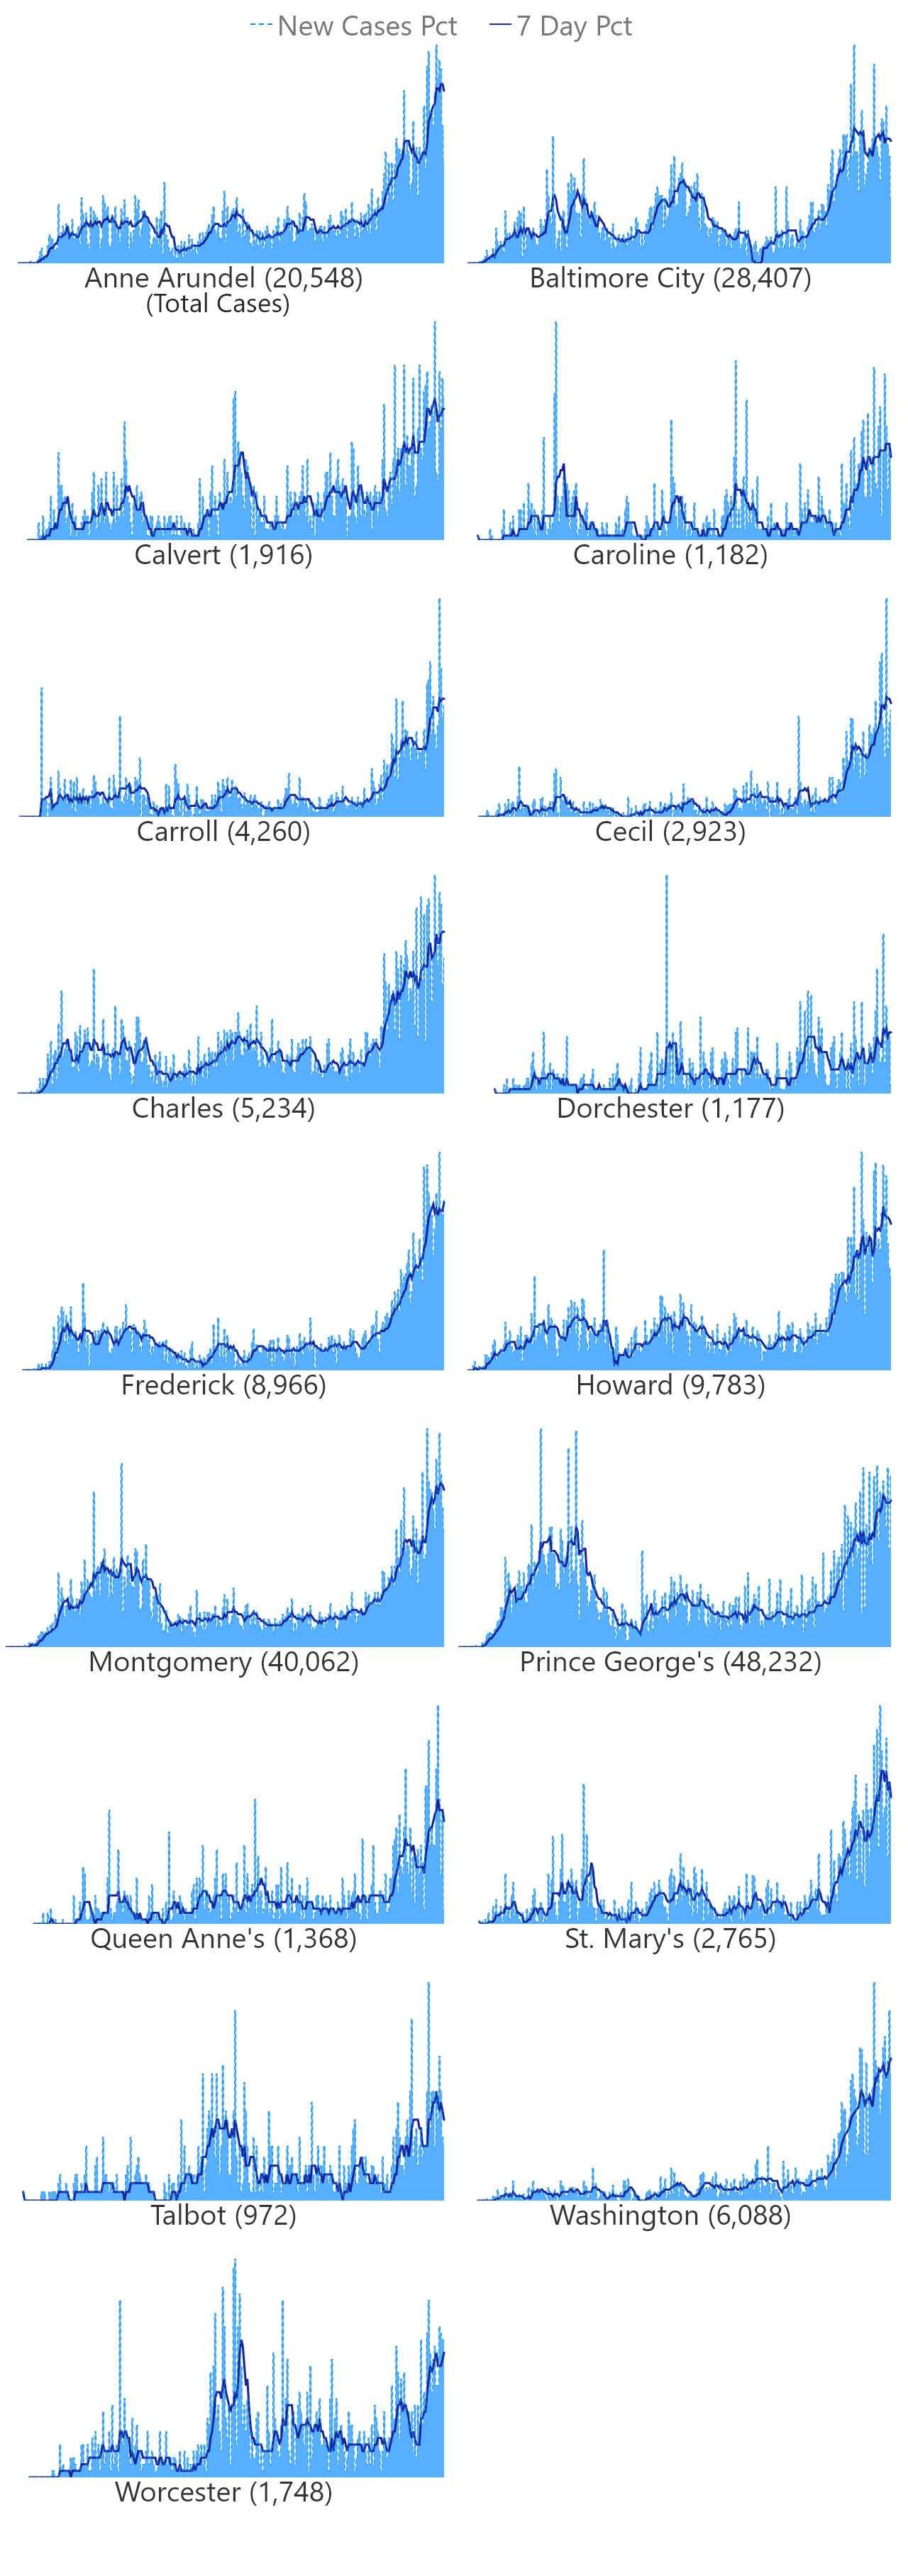 New Cases Pct 7 Day Pct
Anne Arundel (20,548) Baltimore City (28,407)
(Total Cases)
Calvert (1,916) Caroline (1,182)
Carroll (4,260) Cecil (2,923)
Charles (5,234) Dorchester (1,177)
Frederick (8,966) Howard (9,783)
Montgomery (40,062) Prince George's (48,232)
Queen Anne's (1,368) St. Mary's (2,765)
Talbot (972) Washington (6,088)
Worcester (1,748)